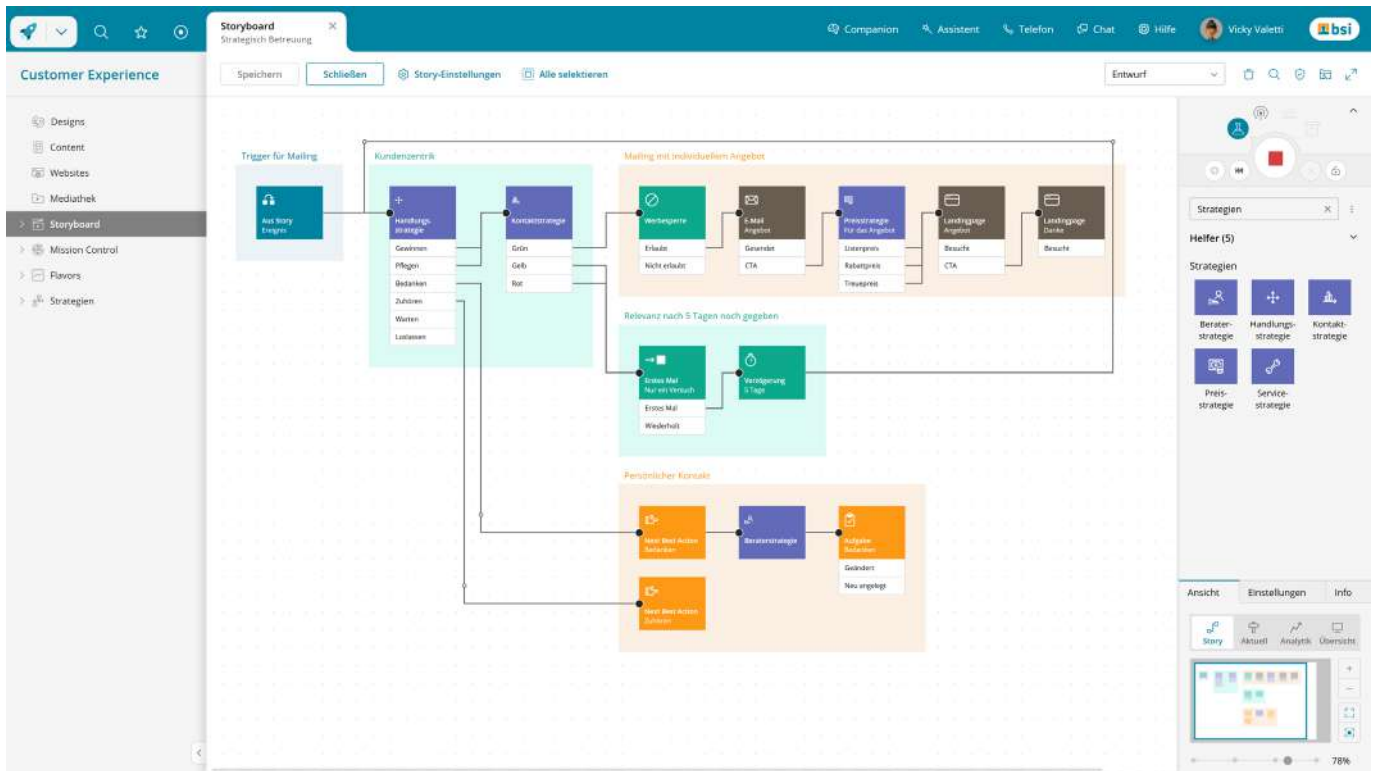 Storyboard
Strategisch Betreuung
Companion
Assistent
Telefon
Chat
Hilfe
Vicky Valetti
bsi
Customer Experience
Speichern
Schließen
Story-Einstellungen
Alle selektieren
Entwurf
Designs
Content
Websites
Mediathek
Storyboard
Mission Control
Flavors
Strategien
Trigger für Mailing
Aus Story
Ereignis
Kundenzentrik
Handlungs-
strategie
Gewinnen
Pflegen
Bedanken
Zuhören
Warten
Loslassen
Kontaktstrategie
Grün
Gelb
Rot
Mailing mit individuellem Angebot
Werbesperre
Erlaubt
Nicht erlaubt
E-Mail
Angebot
Gesendet
CTA
Preisstrategie
Für das Angebot
Listenpreis
Rabattpreis
Treuepreis
Landingpage
Angebot
Besucht
CTA
Landingpage
Danke
Besucht
Relevanz nach 5 Tagen noch gegeben
Erstes Mal
Nur ein Versuch
Erstes Mal
Wiederholt
Verzögerung
5 Tage
Persönlicher Kontakt
Next Best Action
Bedanken
Beraterstrategie
Aufgabe
Bedanken
Geändert
Neu angelegt
Next Best Action
Zuhören
Strategien
Helfer (5)
Strategien
Berater-
strategie
Handlungs-
strategie
Kontakt-
strategie
Preis-
strategie
Service-
strategie
Ansicht
Einstellungen
Info
Story
Aktuell
Analytik
Übersicht
78%